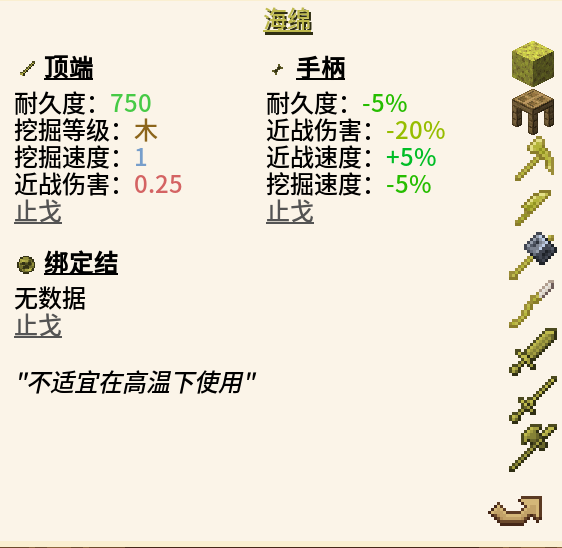 海绵
顶端
耐久度：750
挖掘等级：木
挖掘速度：1
近战伤害：0.25
止戈
手柄
耐久度：-5%
近战伤害：-20%
近战速度：+5%
挖掘速度：-5%
止戈
绑定结
无数据
止戈
"不适宜在高温下使用"